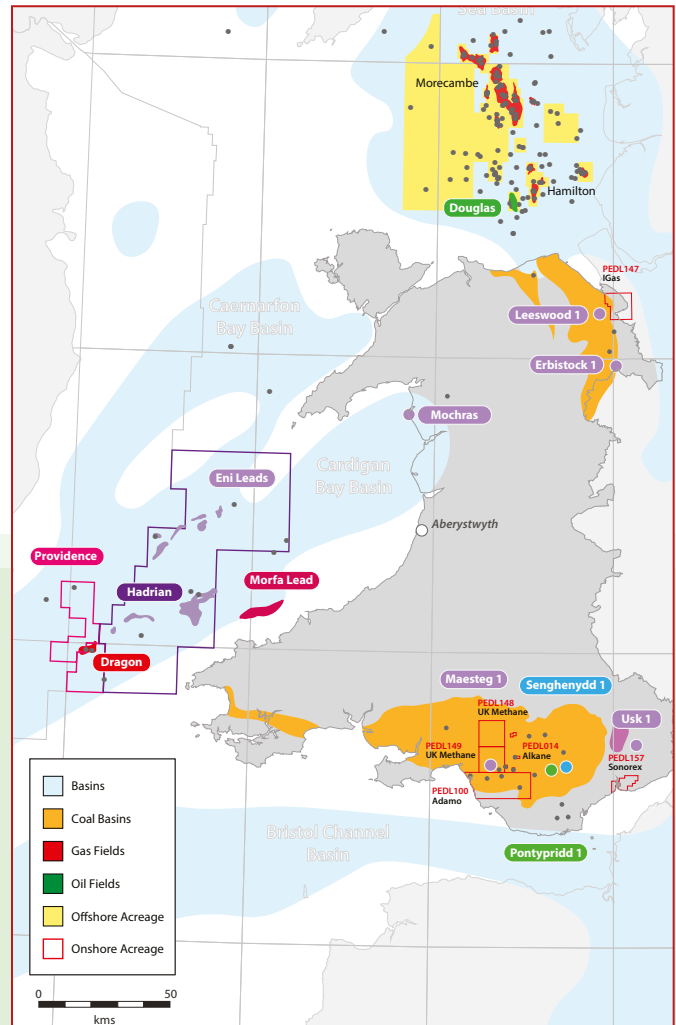 Sea Basin
Morecambe
Hamilton
Douglas
PEDL147
IGas
Leeswood 1
Caernarfon
Bay Basin
Erbistock 1
Mochras
Cardigan
Bay Basin
Eni Leads
Aberystwyth
Providence
Morfa Lead
Hadrian
Dragon
Maesteg 1
Senghenydd 1
PEDL148
UK Methane
Usk 1
PEDL149
UK Methane
PEDL014
Alkane
PEDL157
Sonorex
PEDL100
Adamo
Basins
Coal Basins
Gas Fields
Oil Fields
Offshore Acreage
Onshore Acreage
Bristol Channel
Basin
Pontypridd 1
0 50
kms